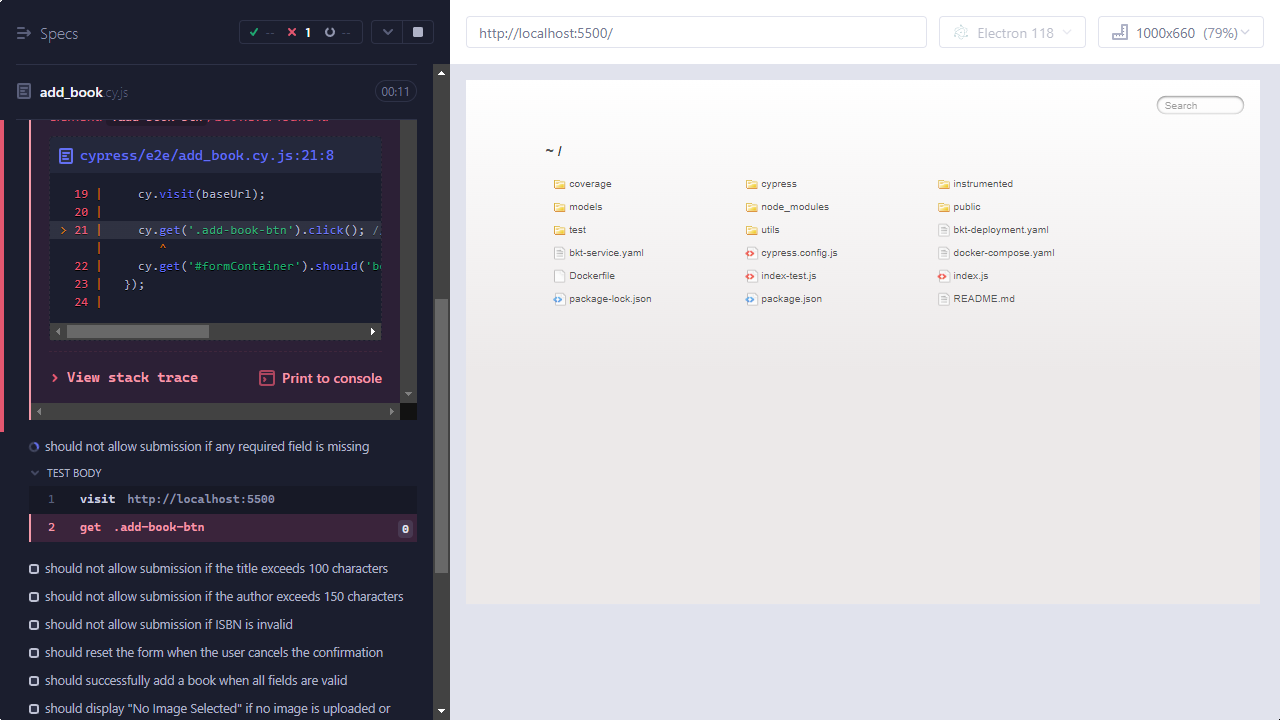 Specs
-- 1 --
http://localhost:5500/
Electron 118
1000x660 (79%)
add_book.cy.js
00:11
cypress/e2e/add_book.cy.js:21:8
19 | cy.visit(baseUrl);
20 |
> 21 | cy.get('.add-book-btn').click(); /
| ^
22 | cy.get('#formContainer').should('be
23 | });
24 |
View stack trace
Print to console
should not allow submission if any required field is missing
TEST BODY
1 visit http://localhost:5500
2 get .add-book-btn 0
should not allow submission if the title exceeds 100 characters
should not allow submission if the author exceeds 150 characters
should not allow submission if ISBN is invalid
should reset the form when the user cancels the confirmation
should successfully add a book when all fields are valid
should display "No Image Selected" if no image is uploaded or
Search
~ /
coverage cypress instrumented
models node_modules public
test utils bkt-deployment.yaml
bkt-service.yaml cypress.config.js docker-compose.yaml
Dockerfile index-test.js index.js
package-lock.json package.json README.md